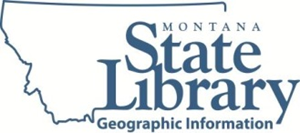 MONTANA
State
Library
Geographic Information